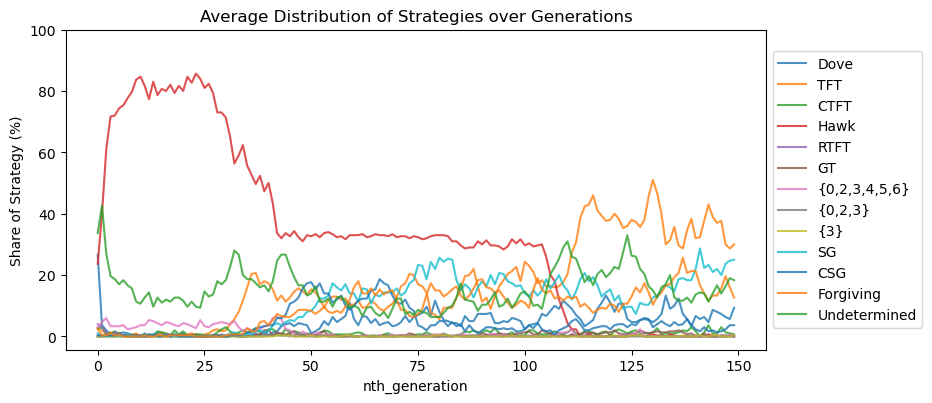 Average Distribution of Strategies over Generations
Share of Strategy (%)
100
80
60
40
20
0
0 25 50 75 100 125 150
nth_generation
Dove
TFT
CTFT
Hawk
RTFT
GT
{0,2,3,4,5,6}
{0,2,3}
{3}
SG
CSG
Forgiving
Undetermined